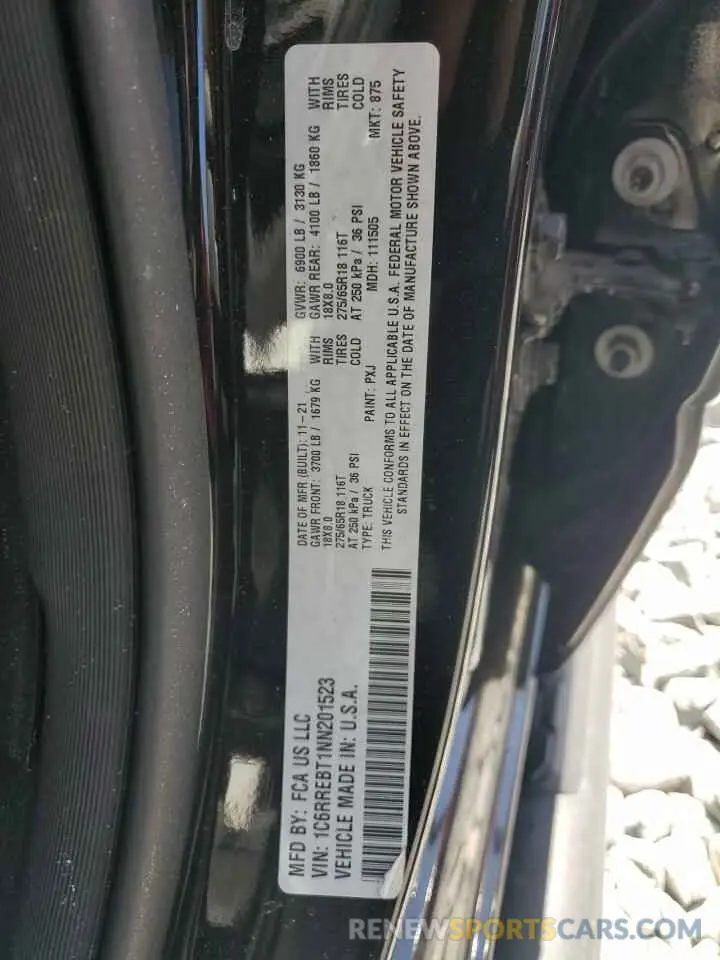 MFD BY: FCA US LLC
VIN: 1C6RREBT1NN201523
VEHICLE MADE IN: U.S.A.
DATE OF MFR (BUILT): 11-21
GVWR: 6900 LB / 3130 KG
GAWR FRONT: 3700 LB / 1679 KG WITH
GAWR REAR: 4100 LB / 1860 KG WITH
18X8.0 RIMS
18X8.0 RIMS
275/65R18 116T TIRES
275/65R18 116T TIRES
AT 250 kPa / 36 PSI COLD
AT 250 kPa / 36 PSI COLD
TYPE: TRUCK PAINT: PXJ MDH: 111505 MKT: 875
THIS VEHICLE CONFORMS TO ALL APPLICABLE U.S.A. FEDERAL MOTOR VEHICLE SAFETY
STANDARDS IN EFFECT ON THE DATE OF MANUFACTURE SHOWN ABOVE.
RENEWSPORTSCARS.COM